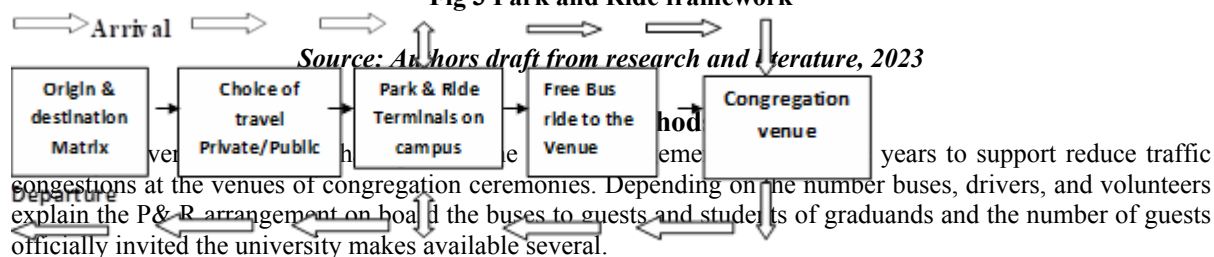 Fig 5 Park and Ride framework
Arrival
Source: Authors draft from research and literature, 2023
Origin &
destination
Matrix
Choice of
travel
Private/Public
Park & Ride
Terminals on
campus
Free Bus
ride to the
Venue
Congregation
venue
years to support reduce traffic
congestions at the venues of congregation ceremonies. Depending on the number buses, drivers, and volunteers
Departure
explain the P& R arrangement on board the buses to guests and students of graduands and the number of guests
officially invited the university makes available several.